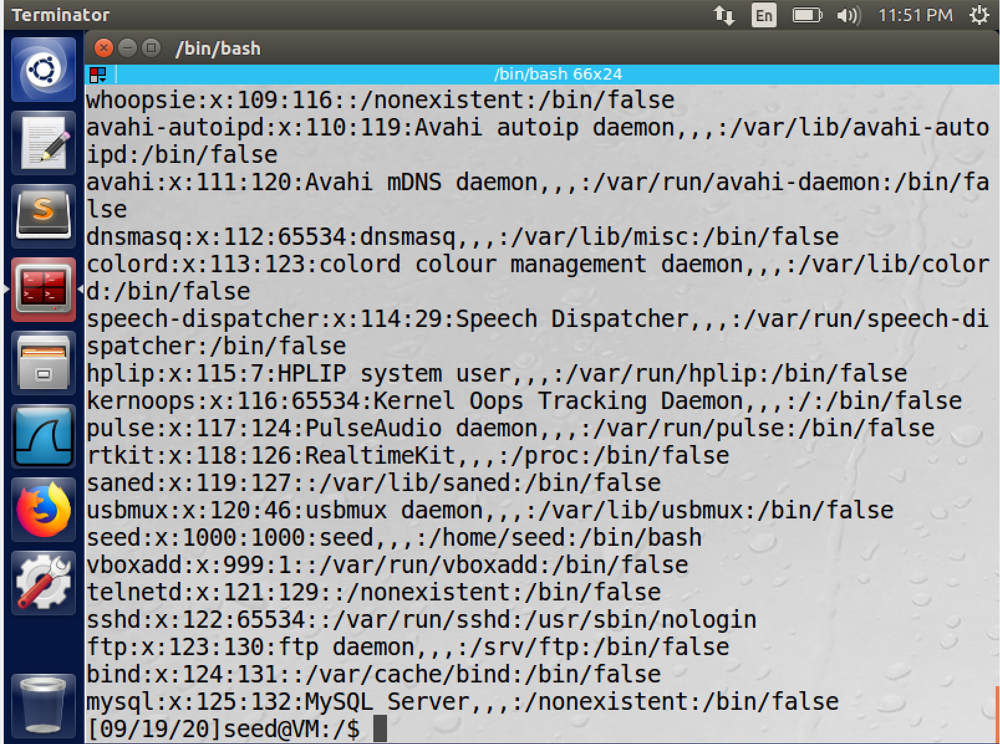 Terminator
En
11:51 PM
/bin/bash
/bin/bash 66x24
whoopsie:x:109:116::/nonexistent:/bin/false
avahi-autoipd:x:110:119:Avahi autoip daemon,,,:/var/lib/avahi-auto
ipd:/bin/false
avahi:x:111:120:Avahi mDNS daemon,,,:/var/run/avahi-daemon:/bin/fa
lse
dnsmasq:x:112:65534:dnsmasq,,,:/var/lib/misc:/bin/false
colord:x:113:123:colord colour management daemon,,,:/var/lib/color
d:/bin/false
speech-dispatcher:x:114:29:Speech Dispatcher,,,:/var/run/speech-di
spatcher:/bin/false
hplip:x:115:7:HPLIP system user,,,:/var/run/hplip:/bin/false
kernoops:x:116:65534:Kernel Oops Tracking Daemon,,,:/:/bin/false
pulse:x:117:124:PulseAudio daemon,,,:/var/run/pulse:/bin/false
rtkit:x:118:126:RealtimeKit,,,:/proc:/bin/false
saned:x:119:127::/var/lib/saned:/bin/false
usbmux:x:120:46:usbmux daemon,,,:/var/lib/usbmux:/bin/false
seed:x:1000:1000:seed,,,:/home/seed:/bin/bash
vboxadd:x:999:1::/var/run/vboxadd:/bin/false
telnetd:x:121:129::/nonexistent:/bin/false
sshd:x:122:65534::/var/run/sshd:/usr/sbin/nologin
ftp:x:123:130:ftp daemon,,,:/srv/ftp:/bin/false
bind:x:124:131::/var/cache/bind:/bin/false
mysql:x:125:132:MySQL Server,,,:/nonexistent:/bin/false
[09/19/20]seed@VM:/$